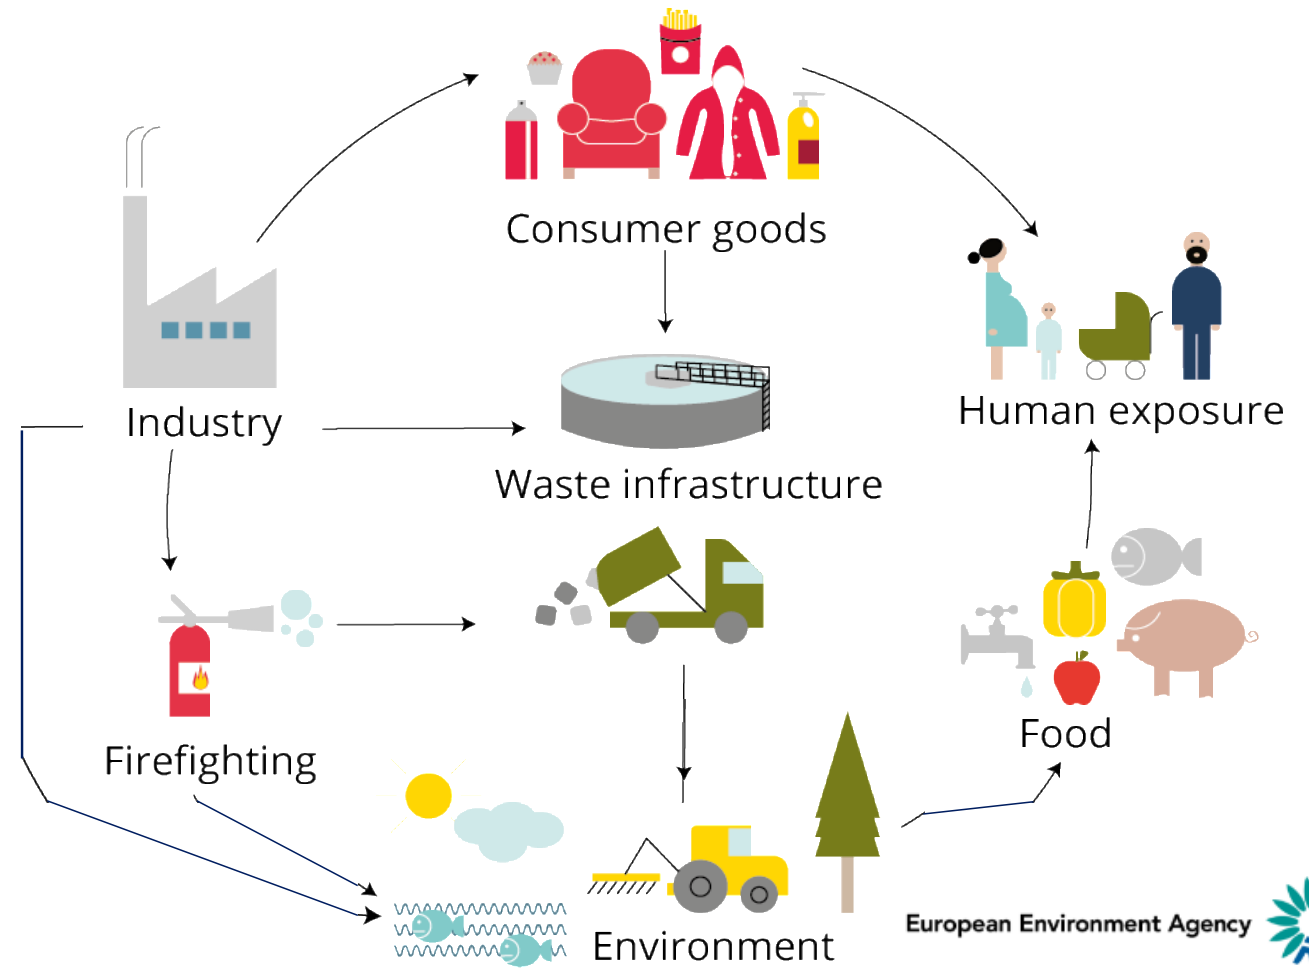 Consumer goods
Human exposure
Industry
Waste infrastructure
Food
Firefighting
European Environment Agency
Environment